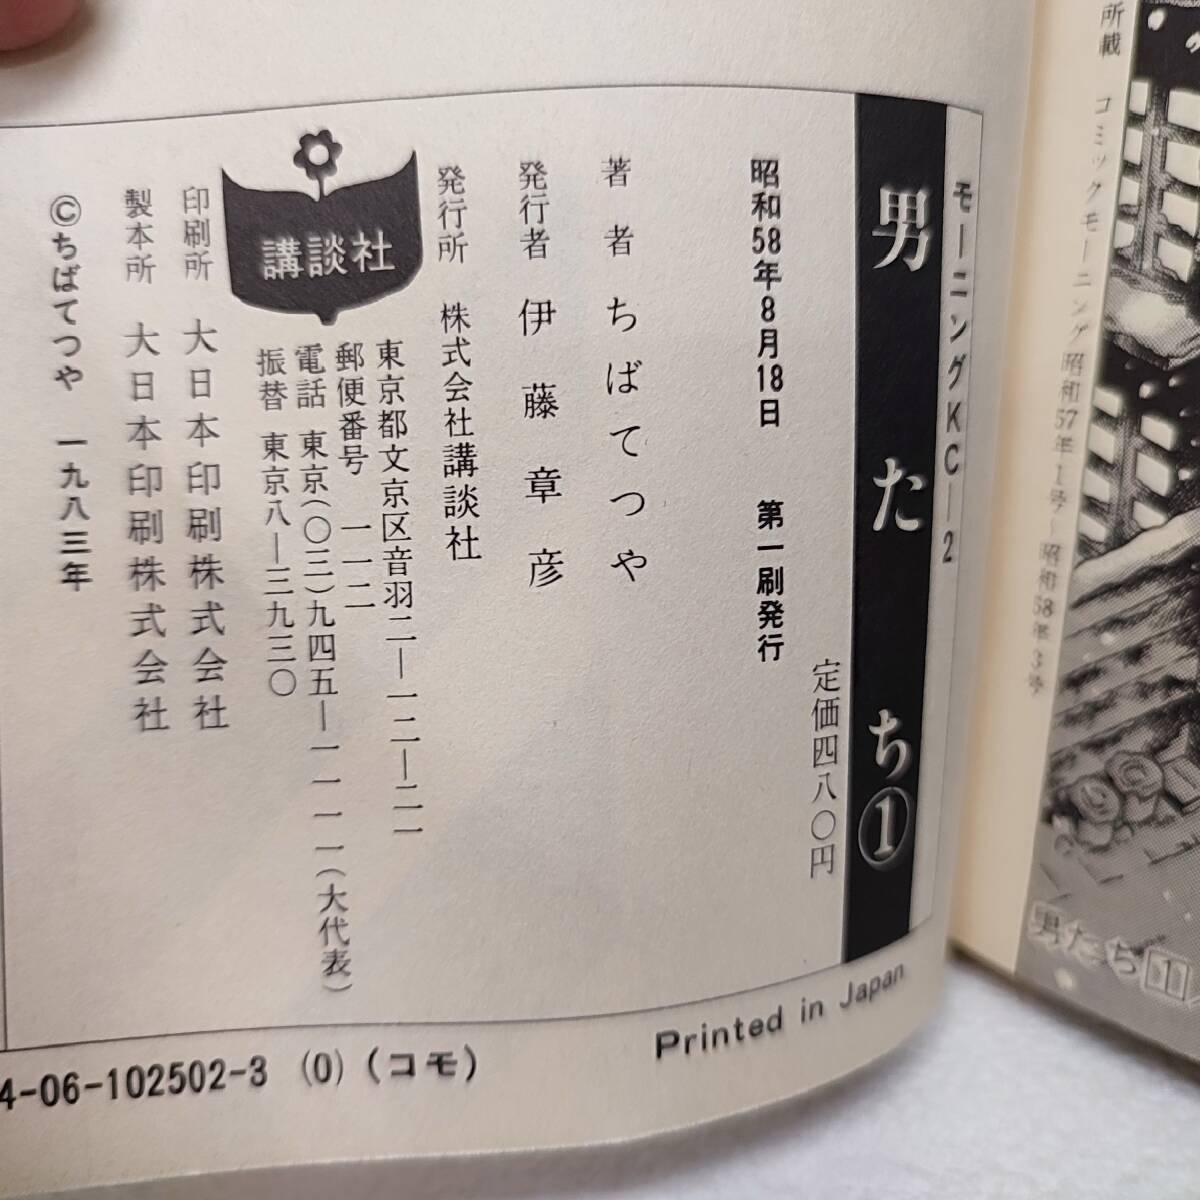 所載 コミックモーニング昭和57年1号-昭和58年3号
男たち1
モーニングKC-2
男たち①
定価四八〇円
昭和58年8月18日 第一刷発行
著者 ちばてつや
発行者 伊藤章彦
発行所 株式会社講談社
東京都文京区音羽二-一二-二一
郵便番号 一一二
電話 東京(〇三)九四五-一一一一(大代表)
振替 東京八-三九三〇
講談社
印刷所 大日本印刷株式会社
製本所 大日本印刷株式会社
©ちばてつや 一九八三年
Printed in Japan
4-06-102502-3 (0) (コモ)